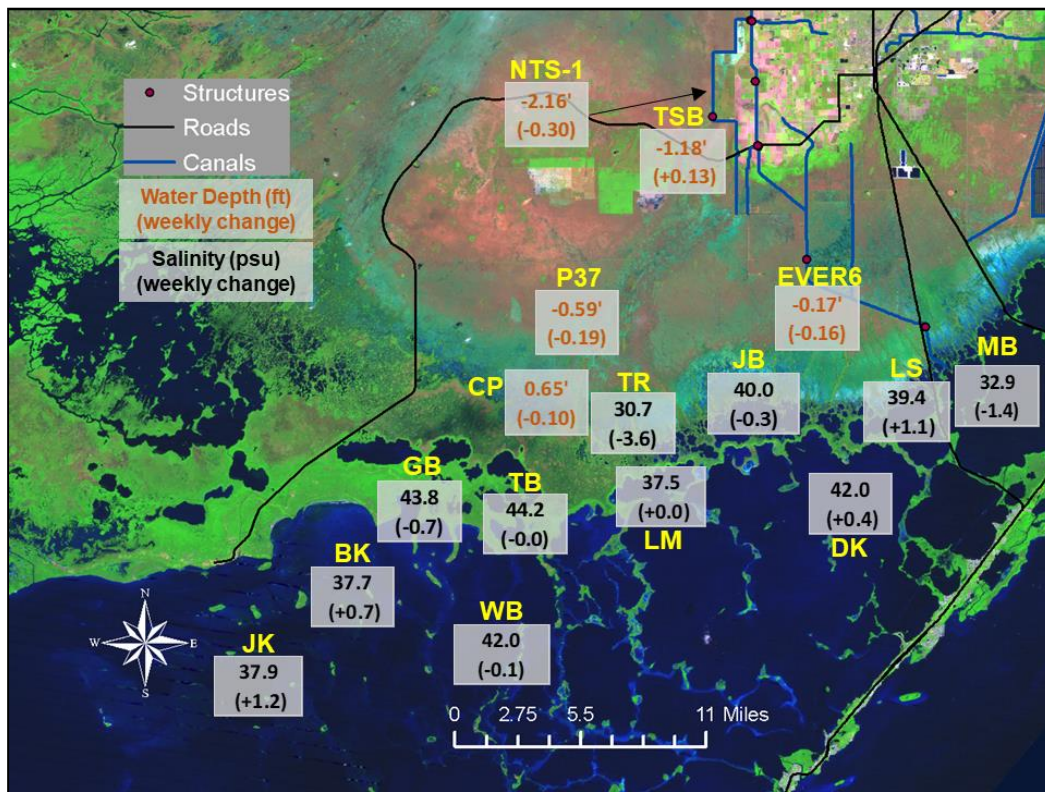 NTS-1
-2.16'
(-0.30)
TSB
-1.18'
(+0.13)
Structures
Roads
Canals
Water Depth (ft)
(weekly change)
Salinity (psu)
(weekly change)
P37
-0.59'
(-0.19)
EVER6
-0.17'
(-0.16)
CP
0.65'
(-0.10)
TR
30.7
(-3.6)
JB
40.0
(-0.3)
LS
39.4
(+1.1)
MB
32.9
(-1.4)
GB
43.8
(-0.7)
TB
44.2
(-0.0)
37.5
(+0.0)
LM
42.0
(+0.4)
DK
BK
37.7
(+0.7)
WB
42.0
(-0.1)
JK
37.9
(+1.2)
N
W E
S
0 2.75 5.5 11 Miles